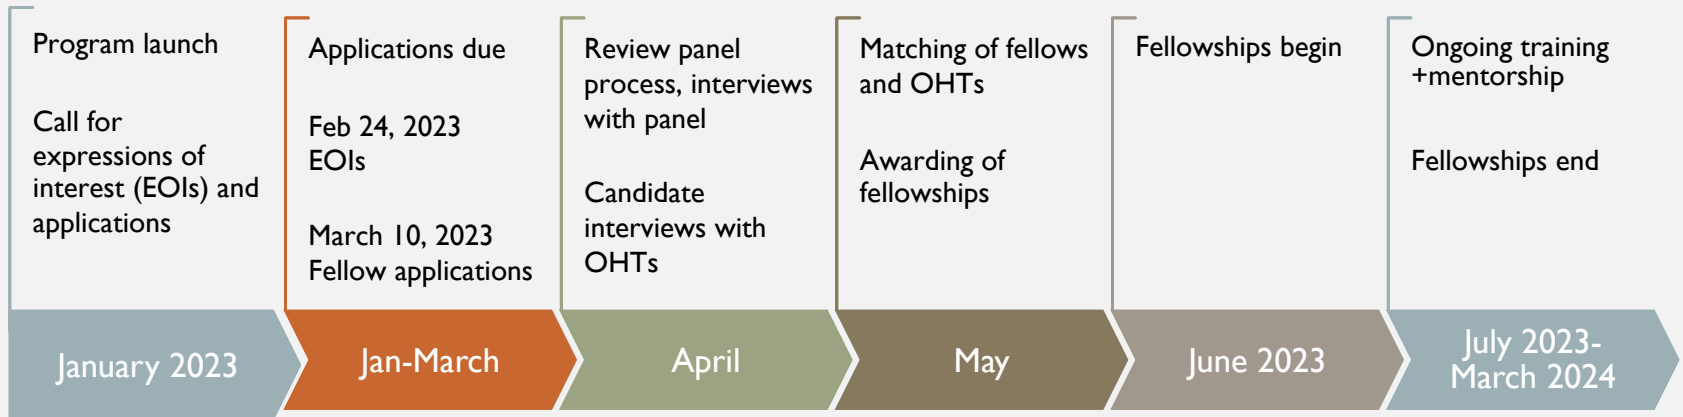 Program launch
Call for
expressions of
interest (EOIs) and
applications
January 2023
Applications due
Feb 24, 2023
EOIs
March 10, 2023
Fellow applications
Jan-March
Review panel
process, interviews
with panel
Candidate
interviews with
OHTs
April
Matching of fellows
and OHTs
Awarding of
fellowships
May
Fellowships begin
June 2023
Ongoing training
+mentorship
Fellowships end
July 2023-
March 2024